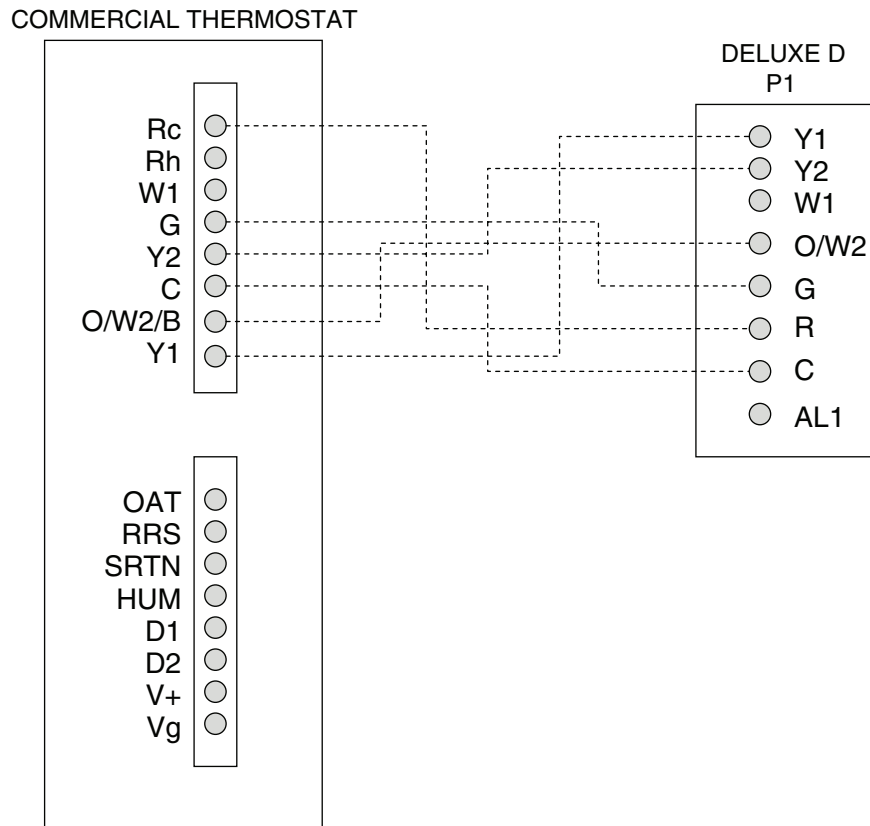 COMMERCIAL THERMOSTAT
Rc
Rh
W1
G
Y2
C
O/W2/B
Y1
OAT
RRS
SRTN
HUM
D1
D2
V+
Vg
DELUXE D
P1
Y1
Y2
W1
O/W2
G
R
C
AL1